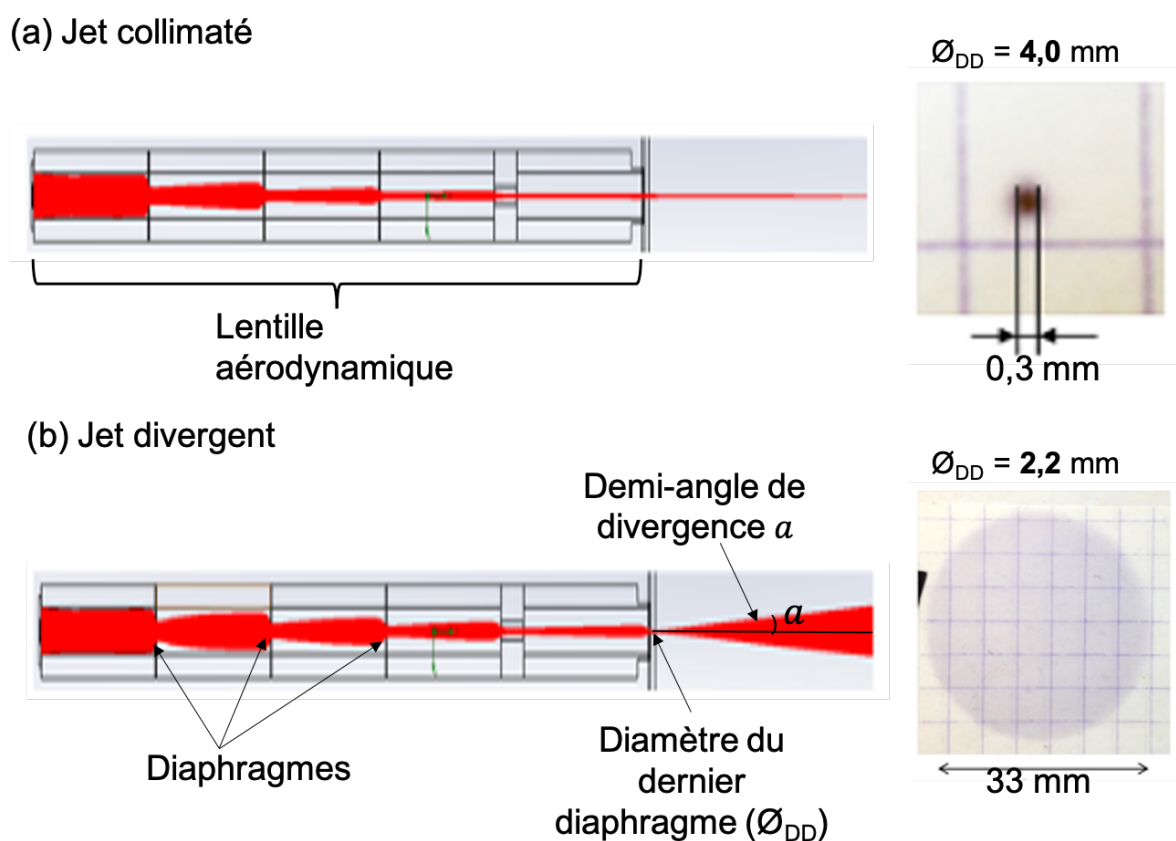 (a) Jet collimaté
Ø_DD = 4,0 mm
Lentille
aérodynamique
0,3 mm
(b) Jet divergent
Ø_DD = 2,2 mm
Demi-angle de
divergence a
a
Diaphragmes
Diamètre du
dernier
diaphragme (Ø_DD)
33 mm